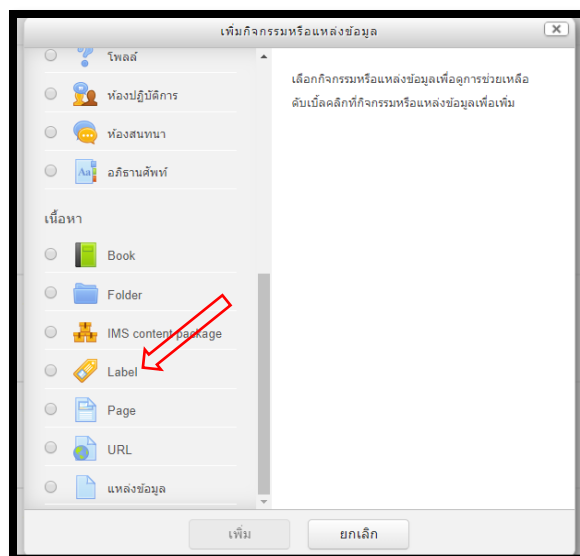 เพิ่มกิจกรรมหรือแหล่งข้อมูล
โพลล์
ห้องปฏิบัติการ
ห้องสนทนา
Aa
อภิธานศัพท์
เนื้อหา
Book
Folder
IMS content package
Label
Page
URL
แหล่งข้อมูล
เลือกกิจกรรมหรือแหล่งข้อมูลเพื่อดูการช่วยเหลือ
ดับเบิ้ลคลิกที่กิจกรรมหรือแหล่งข้อมูลเพื่อเพิ่ม
เพิ่ม
ยกเลิก